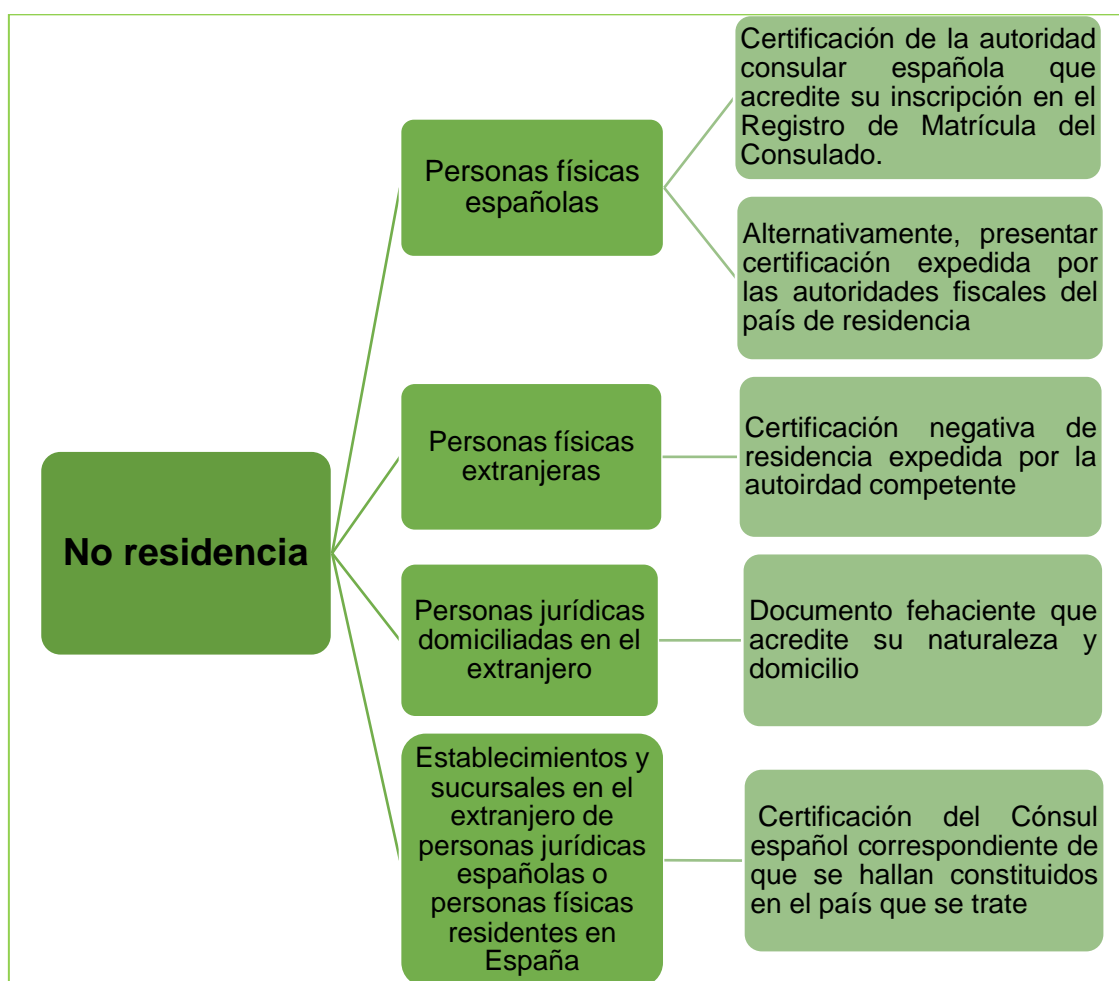 No residencia
Personas físicas
españolas
Certificación de la autoridad
consular española que
acredite su inscripción en el
Registro de Matrícula del
Consulado.
Alternativamente, presentar
certificación expedida por
las autoridades fiscales del
país de residencia
Personas físicas
extranjeras
Certificación negativa de
residencia expedida por la
autoirdad competente
Personas jurídicas
domiciliadas en el
extranjero
Documento fehaciente que
acredite su naturaleza y
domicilio
Establecimientos y
sucursales en el
extranjero de
personas jurídicas
españolas o
personas físicas
residentes en
España
Certificación del Cónsul
español correspondiente de
que se hallan constituidos
en el país que se trate